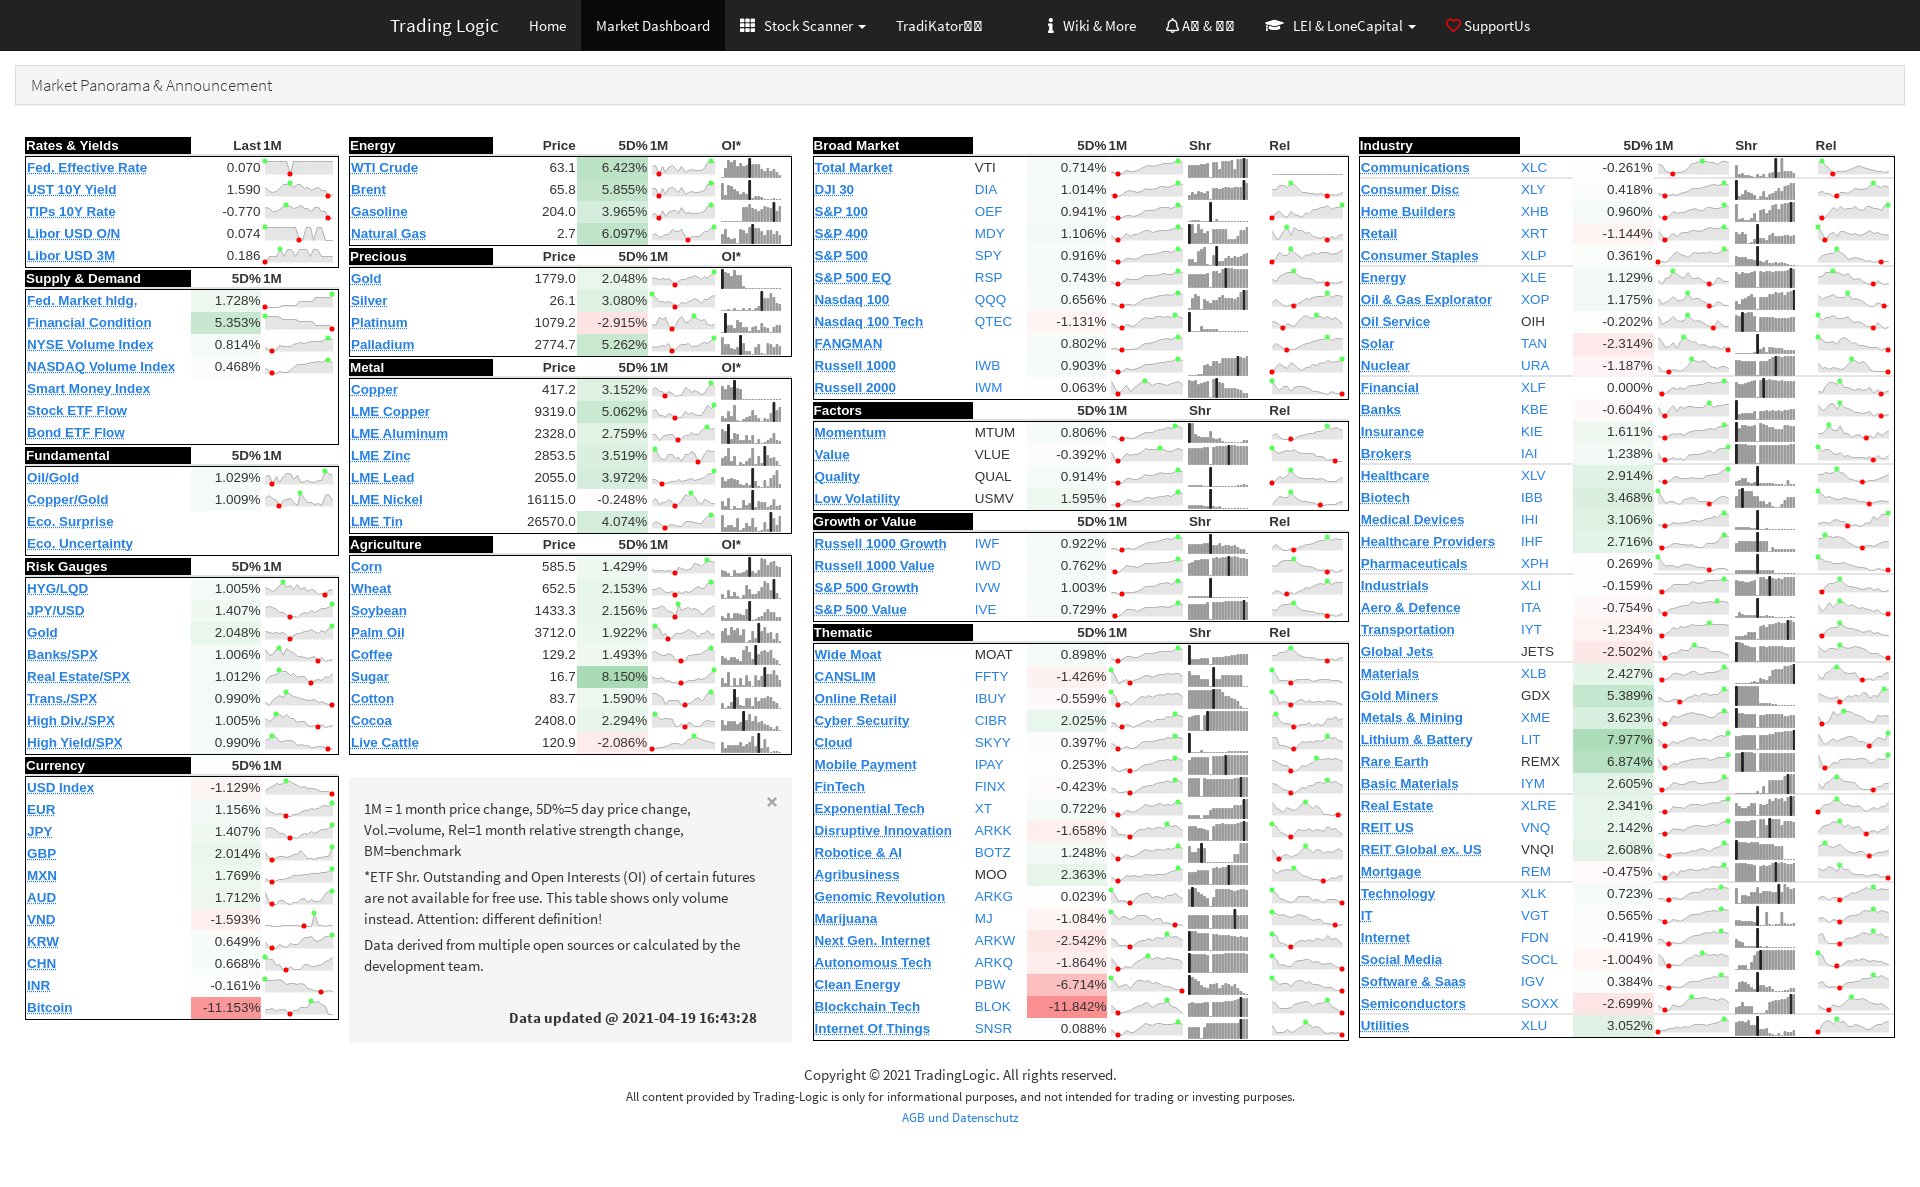 Trading Logic Home Market Dashboard Stock Scanner TradiKator Wiki & More A & LEI & LoneCapital SupportUs
Market Panorama & Announcement
Rates & Yields Last 1M
Fed. Effective Rate 0.070
UST 10Y Yield 1.590
TIPs 10Y Rate -0.770
Libor USD O/N 0.074
Libor USD 3M 0.186
Supply & Demand 5D% 1M
Fed. Market hldg. 1.728%
Financial Condition 5.353%
NYSE Volume Index 0.814%
NASDAQ Volume Index 0.468%
Smart Money Index
Stock ETF Flow
Bond ETF Flow
Fundamental 5D% 1M
Oil/Gold 1.029%
Copper/Gold 1.009%
Eco. Surprise
Eco. Uncertainty
Risk Gauges 5D% 1M
HYG/LQD 1.005%
JPY/USD 1.407%
Gold 2.048%
Banks/SPX 1.006%
Real Estate/SPX 1.012%
Trans./SPX 0.990%
High Div./SPX 1.005%
High Yield/SPX 0.990%
Currency 5D% 1M
USD Index -1.129%
EUR 1.156%
JPY 1.407%
GBP 2.014%
MXN 1.769%
AUD 1.712%
VND -1.593%
KRW 0.649%
CHN 0.668%
INR -0.161%
Bitcoin -11.153%
Energy Price 5D% 1M OI*
WTI Crude 63.1 6.423%
Brent 65.8 5.855%
Gasoline 204.0 3.965%
Natural Gas 2.7 6.097%
Precious Price 5D% 1M OI*
Gold 1779.0 2.048%
Silver 26.1 3.080%
Platinum 1079.2 -2.915%
Palladium 2774.7 5.262%
Metal Price 5D% 1M OI*
Copper 417.2 3.152%
LME Copper 9319.0 5.062%
LME Aluminum 2328.0 2.759%
LME Zinc 2853.5 3.519%
LME Lead 2055.0 3.972%
LME Nickel 16115.0 -0.248%
LME Tin 26570.0 4.074%
Agriculture Price 5D% 1M OI*
Corn 585.5 1.429%
Wheat 652.5 2.153%
Soybean 1433.3 2.156%
Palm Oil 3712.0 1.922%
Coffee 129.2 1.493%
Sugar 16.7 8.150%
Cotton 83.7 1.590%
Cocoa 2408.0 2.294%
Live Cattle 120.9 -2.086%
×
1M = 1 month price change, 5D%=5 day price change,
Vol.=volume, Rel=1 month relative strength change,
BM=benchmark
*ETF Shr. Outstanding and Open Interests (OI) of certain futures
are not available for free use. This table shows only volume
instead. Attention: different definition!
Data derived from multiple open sources or calculated by the
development team.
Data updated @ 2021-04-19 16:43:28
Broad Market 5D% 1M Shr Rel
Total Market VTI 0.714%
DJI 30 DIA 1.014%
S&P 100 OEF 0.941%
S&P 400 MDY 1.106%
S&P 500 SPY 0.916%
S&P 500 EQ RSP 0.743%
Nasdaq 100 QQQ 0.656%
Nasdaq 100 Tech QTEC -1.131%
FANGMAN 0.802%
Russell 1000 IWB 0.903%
Russell 2000 IWM 0.063%
Factors 5D% 1M Shr Rel
Momentum MTUM 0.806%
Value VLUE -0.392%
Quality QUAL 0.914%
Low Volatility USMV 1.595%
Growth or Value 5D% 1M Shr Rel
Russell 1000 Growth IWF 0.922%
Russell 1000 Value IWD 0.762%
S&P 500 Growth IVW 1.003%
S&P 500 Value IVE 0.729%
Thematic 5D% 1M Shr Rel
Wide Moat MOAT 0.898%
CANSLIM FFTY -1.426%
Online Retail IBUY -0.559%
Cyber Security CIBR 2.025%
Cloud SKYY 0.397%
Mobile Payment IPAY 0.253%
FinTech FINX -0.423%
Exponential Tech XT 0.722%
Disruptive Innovation ARKK -1.658%
Robotice & AI BOTZ 1.248%
Agribusiness MOO 2.363%
Genomic Revolution ARKG 0.023%
Marijuana MJ -1.084%
Next Gen. Internet ARKW -2.542%
Autonomous Tech ARKQ -1.864%
Clean Energy PBW -6.714%
Blockchain Tech BLOK -11.842%
Internet Of Things SNSR 0.088%
Industry 5D% 1M Shr Rel
Communications XLC -0.261%
Consumer Disc XLY 0.418%
Home Builders XHB 0.960%
Retail XRT -1.144%
Consumer Staples XLP 0.361%
Energy XLE 1.129%
Oil & Gas Explorator XOP 1.175%
Oil Service OIH -0.202%
Solar TAN -2.314%
Nuclear URA -1.187%
Financial XLF 0.000%
Banks KBE -0.604%
Insurance KIE 1.611%
Brokers IAI 1.238%
Healthcare XLV 2.914%
Biotech IBB 3.468%
Medical Devices IHI 3.106%
Healthcare Providers IHF 2.716%
Pharmaceuticals XPH 0.269%
Industrials XLI -0.159%
Aero & Defence ITA -0.754%
Transportation IYT -1.234%
Global Jets JETS -2.502%
Materials XLB 2.427%
Gold Miners GDX 5.389%
Metals & Mining XME 3.623%
Lithium & Battery LIT 7.977%
Rare Earth REMX 6.874%
Basic Materials IYM 2.605%
Real Estate XLRE 2.341%
REIT US VNQ 2.142%
REIT Global ex. US VNQI 2.608%
Mortgage REM -0.475%
Technology XLK 0.723%
IT VGT 0.565%
Internet FDN -0.419%
Social Media SOCL -1.004%
Software & Saas IGV 0.384%
Semiconductors SOXX -2.699%
Utilities XLU 3.052%
Copyright © 2021 TradingLogic. All rights reserved.
All content provided by Trading-Logic is only for informational purposes, and not intended for trading or investing purposes.
AGB und Datenschutz